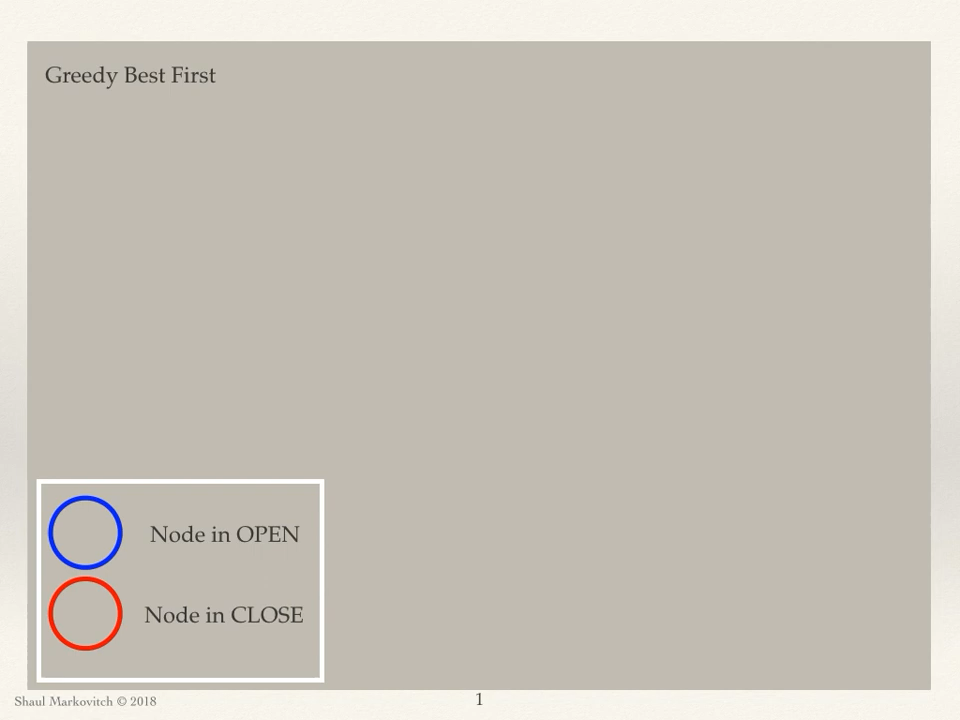 Greedy Best First
Node in OPEN
Node in CLOSE
Shaul Markovitch © 2018
1